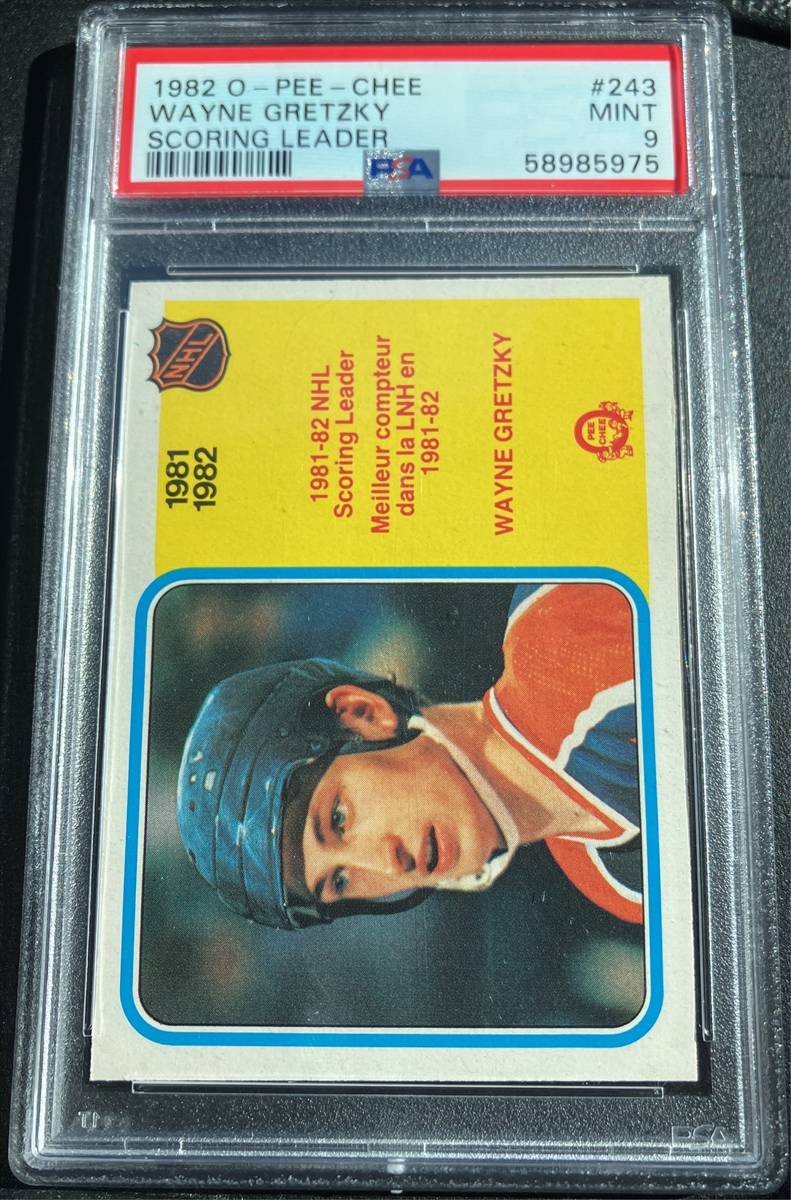 1982 O-PEE-CHEE #243
WAYNE GRETZKY MINT
SCORING LEADER 9
PSA 58985975
NHL
1981
1982
1981-82 NHL
Scoring Leader
Meilleur compteur
dans la LNH en
1981-82
WAYNE GRETZKY
O
PEE
CHEE
PSA